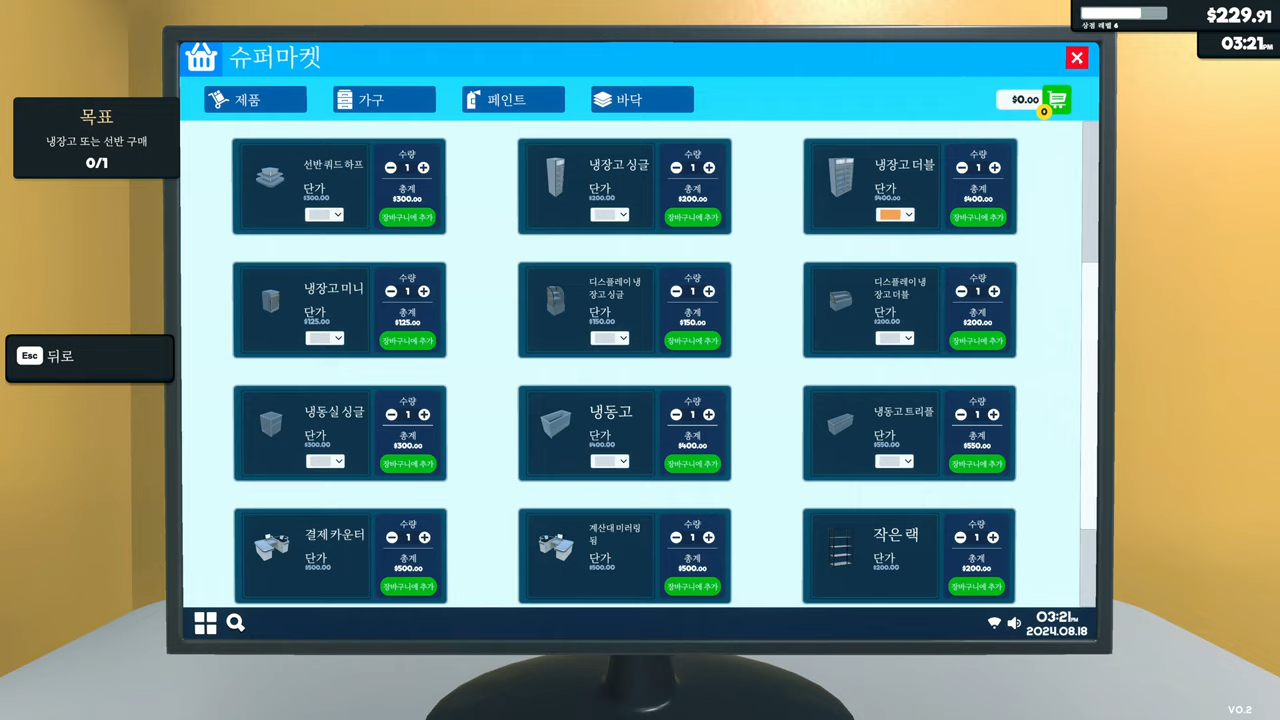 $229.91
상점 레벨 6
03:21PM
슈퍼마켓
제품
가구
페인트
바닥
$0.00
0
목표
냉장고 또는 선반 구매
0/1
Esc 뒤로
선반 쿼드 하프
단가
$300.00
수량
1
총계
$300.00
장바구니에 추가
냉장고 싱글
단가
$200.00
수량
1
총계
$200.00
장바구니에 추가
냉장고 더블
단가
$400.00
수량
1
총계
$400.00
장바구니에 추가
냉장고 미니
단가
$125.00
수량
1
총계
$125.00
장바구니에 추가
디스플레이 냉
장고 싱글
단가
$150.00
수량
1
총계
$150.00
장바구니에 추가
디스플레이 냉
장고 더블
단가
$200.00
수량
1
총계
$200.00
장바구니에 추가
냉동실 싱글
단가
$300.00
수량
1
총계
$300.00
장바구니에 추가
냉동고
단가
$400.00
수량
1
총계
$400.00
장바구니에 추가
냉동고 트리플
단가
$550.00
수량
1
총계
$550.00
장바구니에 추가
결제 카운터
단가
$500.00
수량
1
총계
$500.00
장바구니에 추가
계산대 미러링
됨
단가
$500.00
수량
1
총계
$500.00
장바구니에 추가
작은 랙
단가
$200.00
수량
1
총계
$200.00
장바구니에 추가
03:21PM
2024.08.18
V0.2